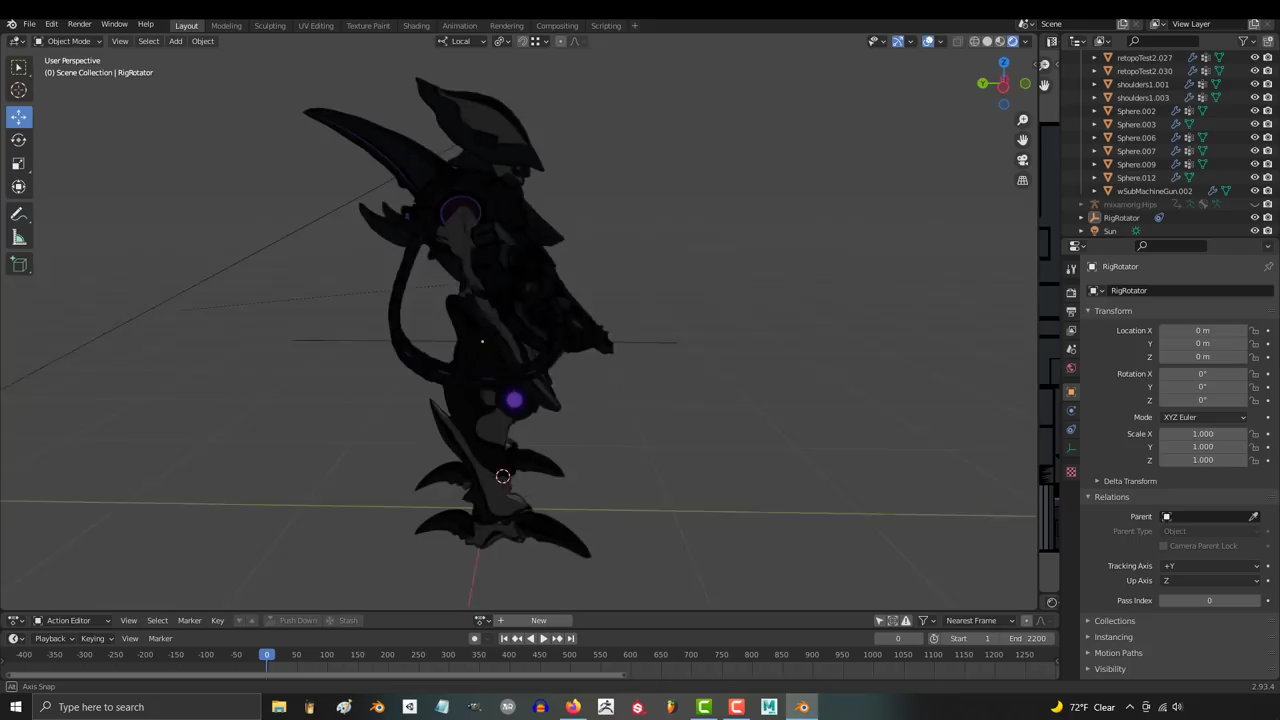 File Edit Render Window Help Layout Modeling Sculpting UV Editing Texture Paint Shading Animation Rendering Compositing Scripting + Scene View Layer
Object Mode View Select Add Object Local
User Perspective
(0) Scene Collection | RigRotator
retopoTest2.027
retopoTest2.030
shoulders1.001
shoulders1.003
Sphere.002
Sphere.003
Sphere.006
Sphere.007
Sphere.009
Sphere.012
wSubMachineGun.002
mixamorig:Hips
RigRotator
Sun
Z
Y
RigRotator
RigRotator
Transform
Location X 0 m
Y 0 m
Z 0 m
Rotation X 0°
Y 0°
Z 0°
Mode XYZ Euler
Scale X 1.000
Y 1.000
Z 1.000
Delta Transform
Relations
Parent
Parent Type Object
Camera Parent Lock
Tracking Axis +Y
Up Axis Z
Pass Index 0
Collections
Instancing
Motion Paths
Visibility
Action Editor View Select Marker Key Push Down Stash + New Nearest Frame
Playback Keying View Marker 0 Start 1 End 2200
-400 -350 -300 -250 -200 -150 -100 -50 0 50 100 150 200 250 300 350 400 450 500 550 600 650 700 750 800 850 900 950 1000 1050 1100 1150 1200 1250
Axis Snap 2.93.4
Type here to search 72°F Clear